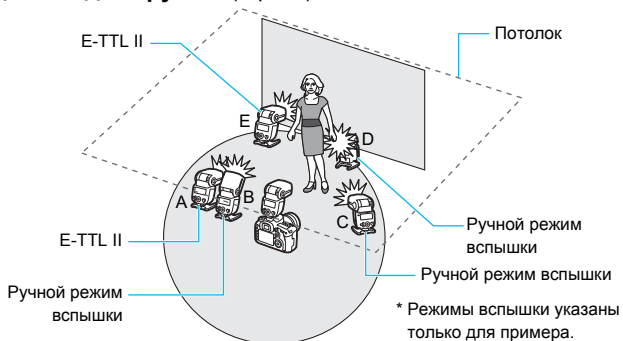 E-TTL II
Потолок
E
D
A
B
C
E-TTL II
Ручной режим
вспышки
Ручной режим вспышки
Ручной режим
вспышки
* Режимы вспышки указаны
только для примера.